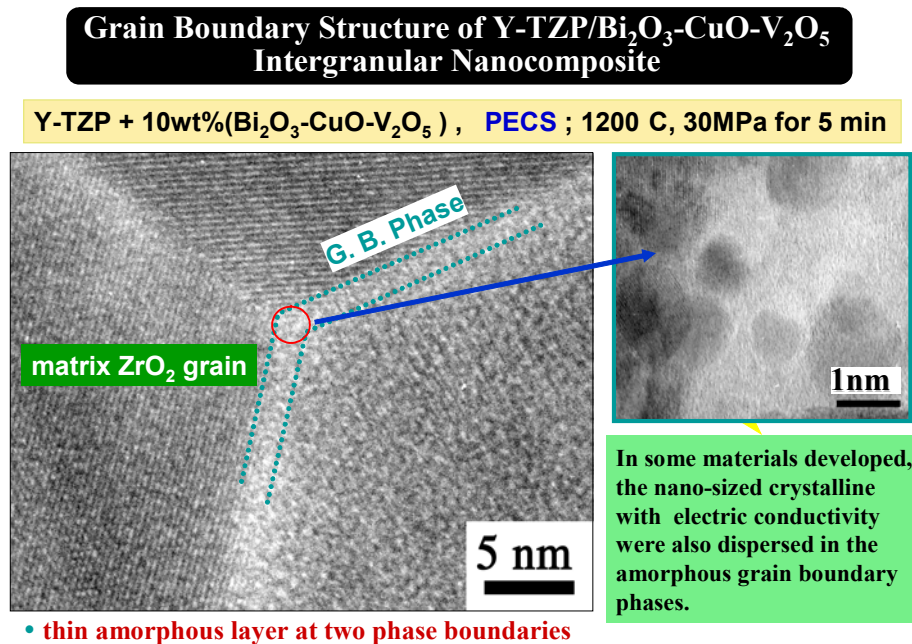 Grain Boundary Structure of Y-TZP/Bi₂O₃-CuO-V₂O₅
Intergranular Nanocomposite
Y-TZP + 10wt%(Bi₂O₃-CuO-V₂O₅ ) , PECS ; 1200 C, 30MPa for 5 min
G. B. Phase
matrix ZrO₂ grain
5 nm
1nm
In some materials developed,
the nano-sized crystalline
with electric conductivity
were also dispersed in the
amorphous grain boundary
phases.
• thin amorphous layer at two phase boundaries